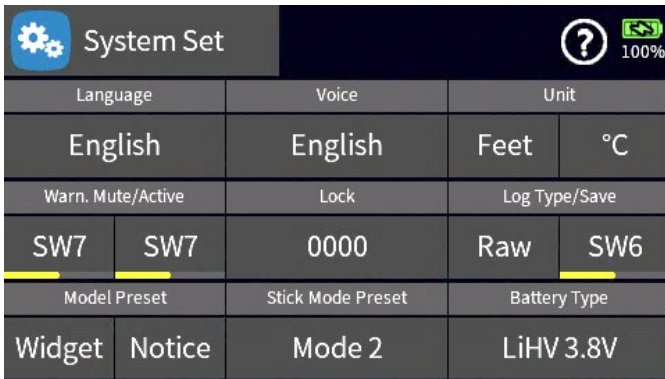 System Set
?
100%
Language Voice Unit
English English Feet °C
Warn. Mute/Active Lock Log Type/Save
SW7 SW7 0000 Raw SW6
Model Preset Stick Mode Preset Battery Type
Widget Notice Mode 2 LiHV 3.8V